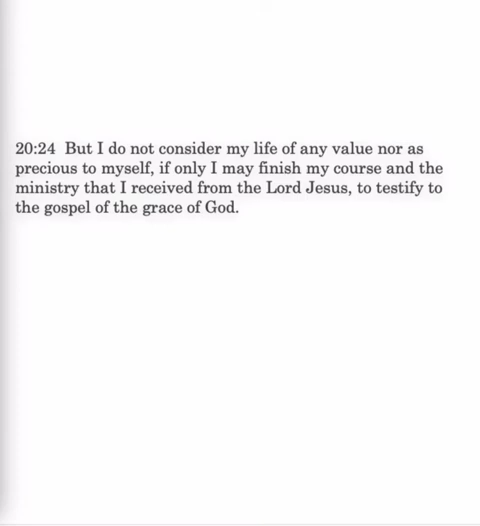 20:24 But I do not consider my life of any value nor as
precious to myself, if only I may finish my course and the
ministry that I received from the Lord Jesus, to testify to
the gospel of the grace of God.